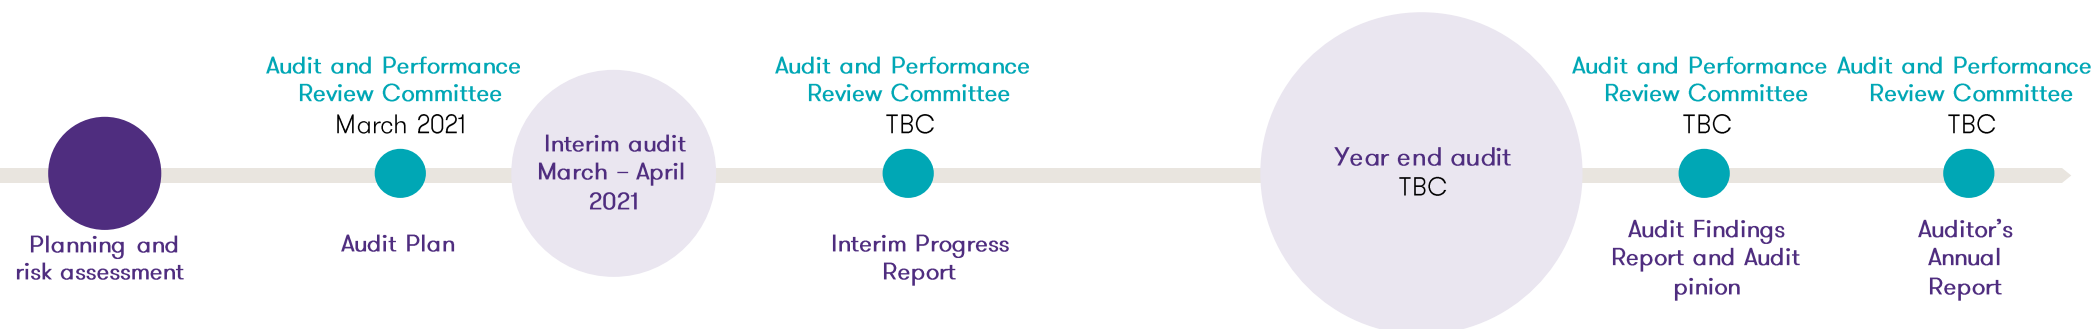 Planning and
risk assessment
Audit and Performance
Review Committee
March 2021
Audit Plan
Interim audit
March – April
2021
Audit and Performance
Review Committee
TBC
Interim Progress
Report
Year end audit
TBC
Audit and Performance
Review Committee
TBC
Audit Findings
Report and Audit
pinion
Audit and Performance
Review Committee
TBC
Auditor's
Annual
Report